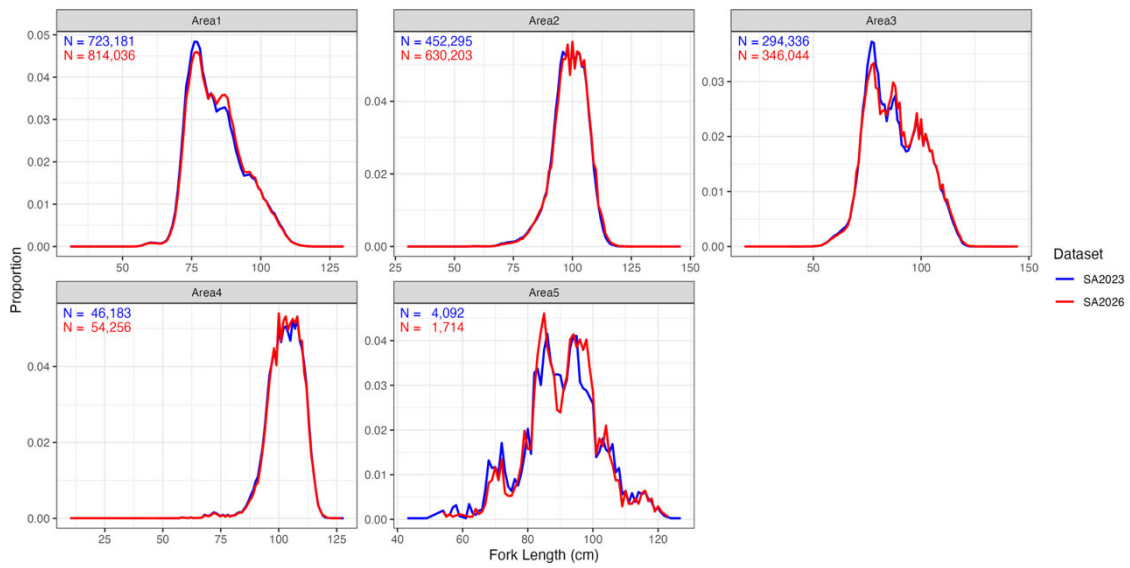 Area1
Area2
Area3
N = 723,181
N = 814,036
N = 452,295
N = 630,203
N = 294,336
N = 346,044
0.05
0.04
0.03
0.02
0.01
0.00
0.04
0.02
0.00
0.03
0.02
0.01
0.00
50
75
100
125
25
50
75
100
125
150
50
100
150
Area4
Area5
N = 46,183
N = 54,256
N = 4,092
N = 1,714
0.04
0.02
0.00
0.04
0.03
0.02
0.01
0.00
25
50
75
100
125
40
60
80
100
120
Proportion
Fork Length (cm)
Dataset
SA2023
SA2026